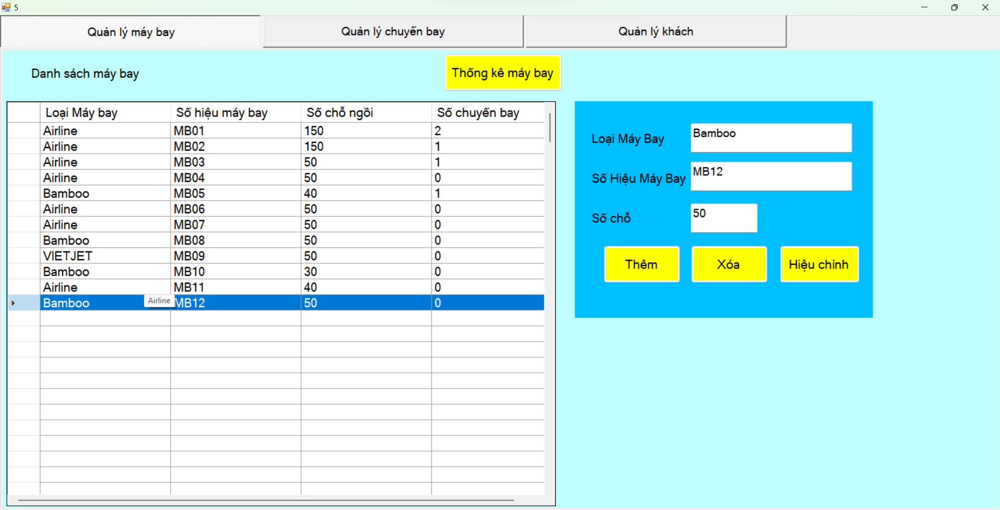 5
Quản lý máy bay Quản lý chuyến bay Quản lý khách
Danh sách máy bay
Thống kê máy bay
Loại Máy bay Số hiệu máy bay Số chỗ ngồi Số chuyến bay
Airline MB01 150 2
Airline MB02 150 1
Airline MB03 50 1
Airline MB04 50 0
Bamboo MB05 40 1
Airline MB06 50 0
Airline MB07 50 0
Bamboo MB08 50 0
VIETJET MB09 50 0
Bamboo MB10 30 0
Airline MB11 40 0
Bamboo MB12 50 0
Airline
Loại Máy Bay Bamboo
Số Hiệu Máy Bay MB12
Số chỗ 50
Thêm Xóa Hiệu chỉnh